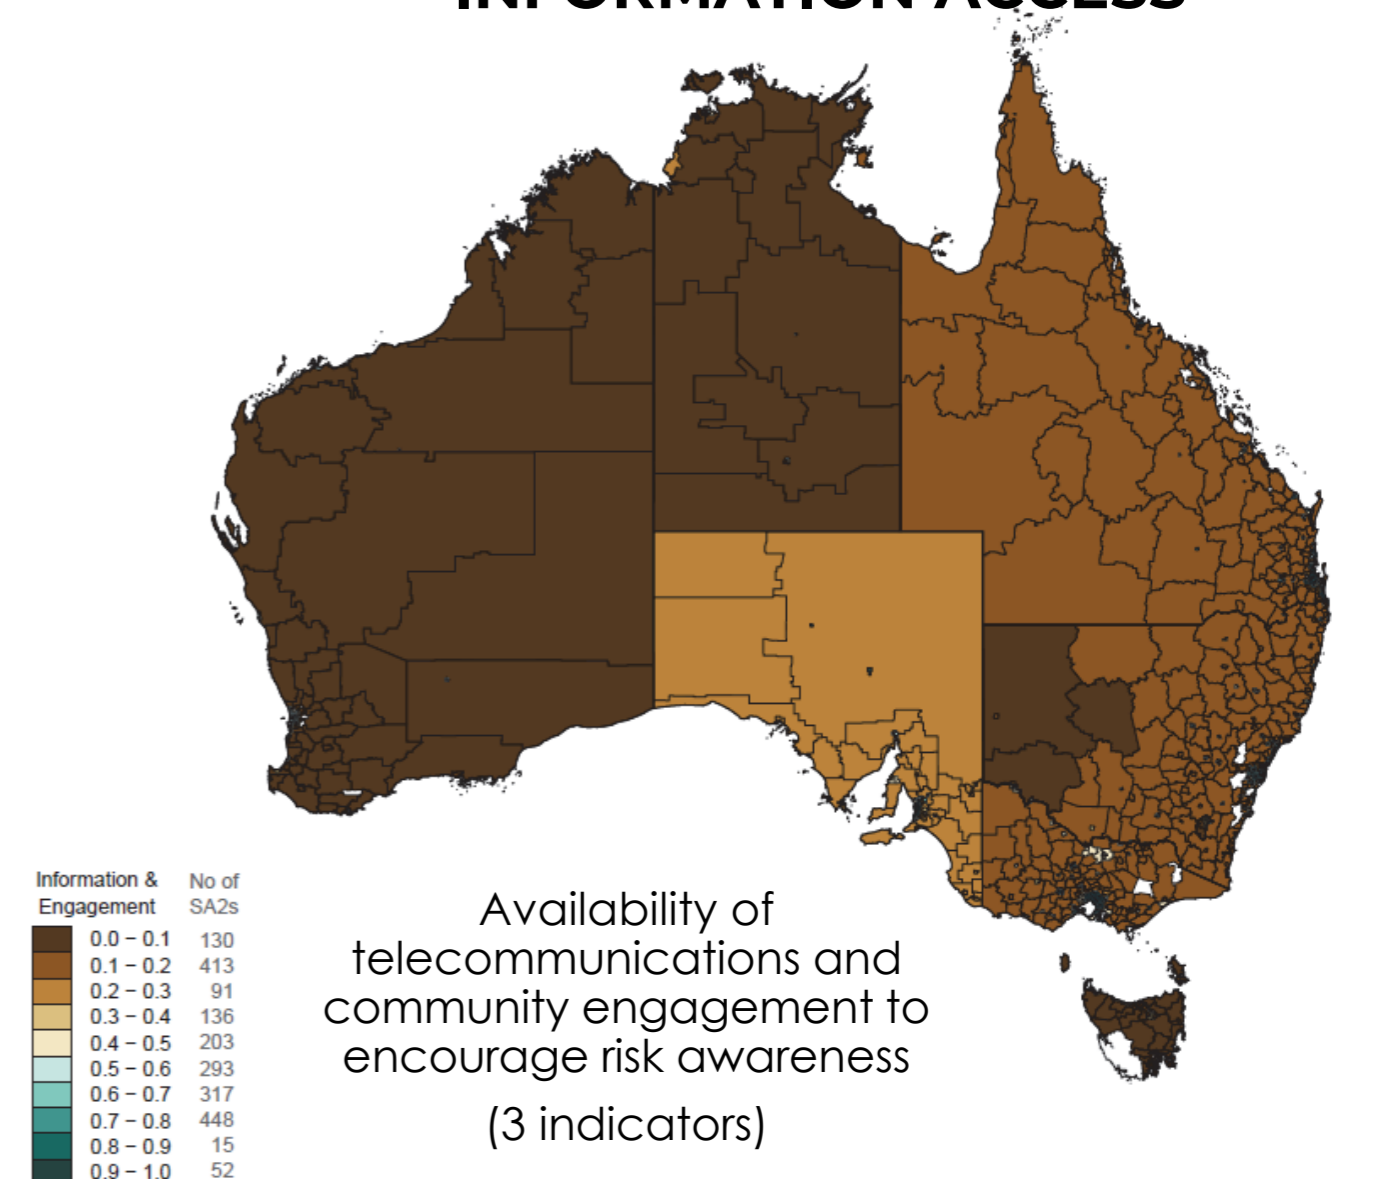 INFORMATION ACCESS
Information & No of
Engagement SA2s
0.0 – 0.1 130
0.1 – 0.2 413
0.2 – 0.3 91
0.3 – 0.4 136
0.4 – 0.5 203
0.5 – 0.6 293
0.6 – 0.7 317
0.7 – 0.8 448
0.8 – 0.9 15
0.9 – 1.0 52
Availability of
telecommunications and
community engagement to
encourage risk awareness
(3 indicators)